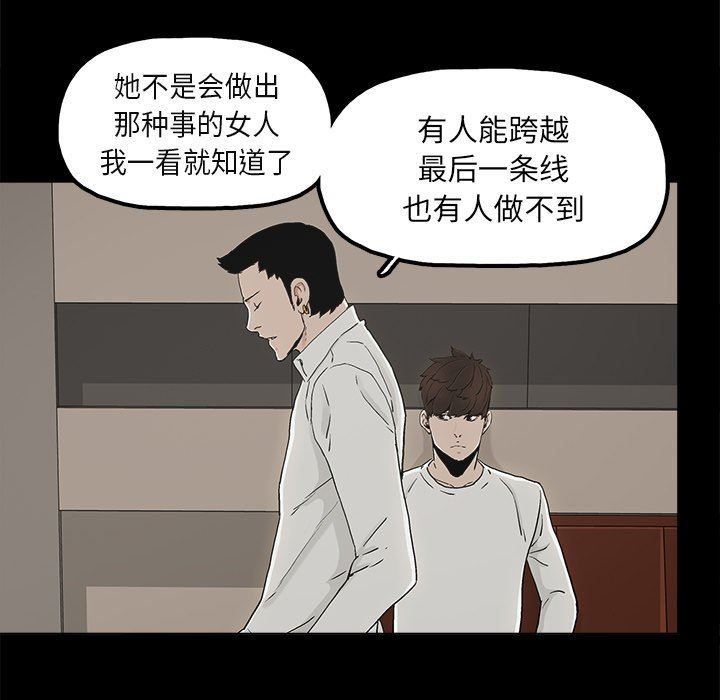 她不是会做出
那种事的女人
我一看就知道了
有人能跨越
最后一条线
也有人做不到